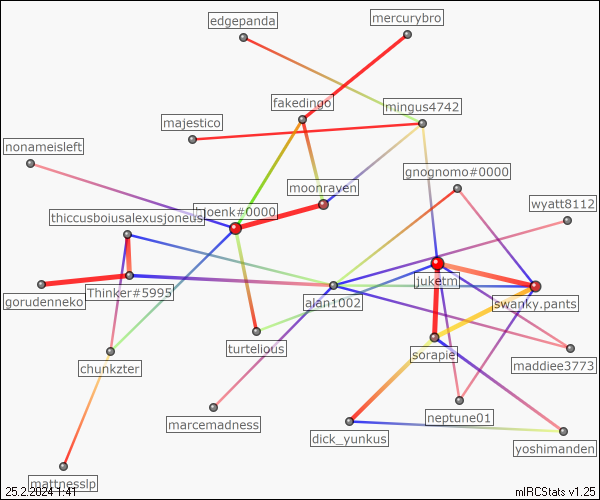 edgepanda
mercurybro
fakedingo
mingus4742
majestico
nonameisleft
gnognomo#0000
moonraven
wyatt8112
thiccusboiusalexusjoneus
bjoenk#0000
juketm
gorudenneko
Thinker#5995
alan1002
swanky.pants
turtelious
sorapie
maddiee3773
chunkzter
marcemadness
neptune01
dick_yunkus
yoshimanden
mattnesslp
25.2.2024 1:41
mIRCStats v1.25